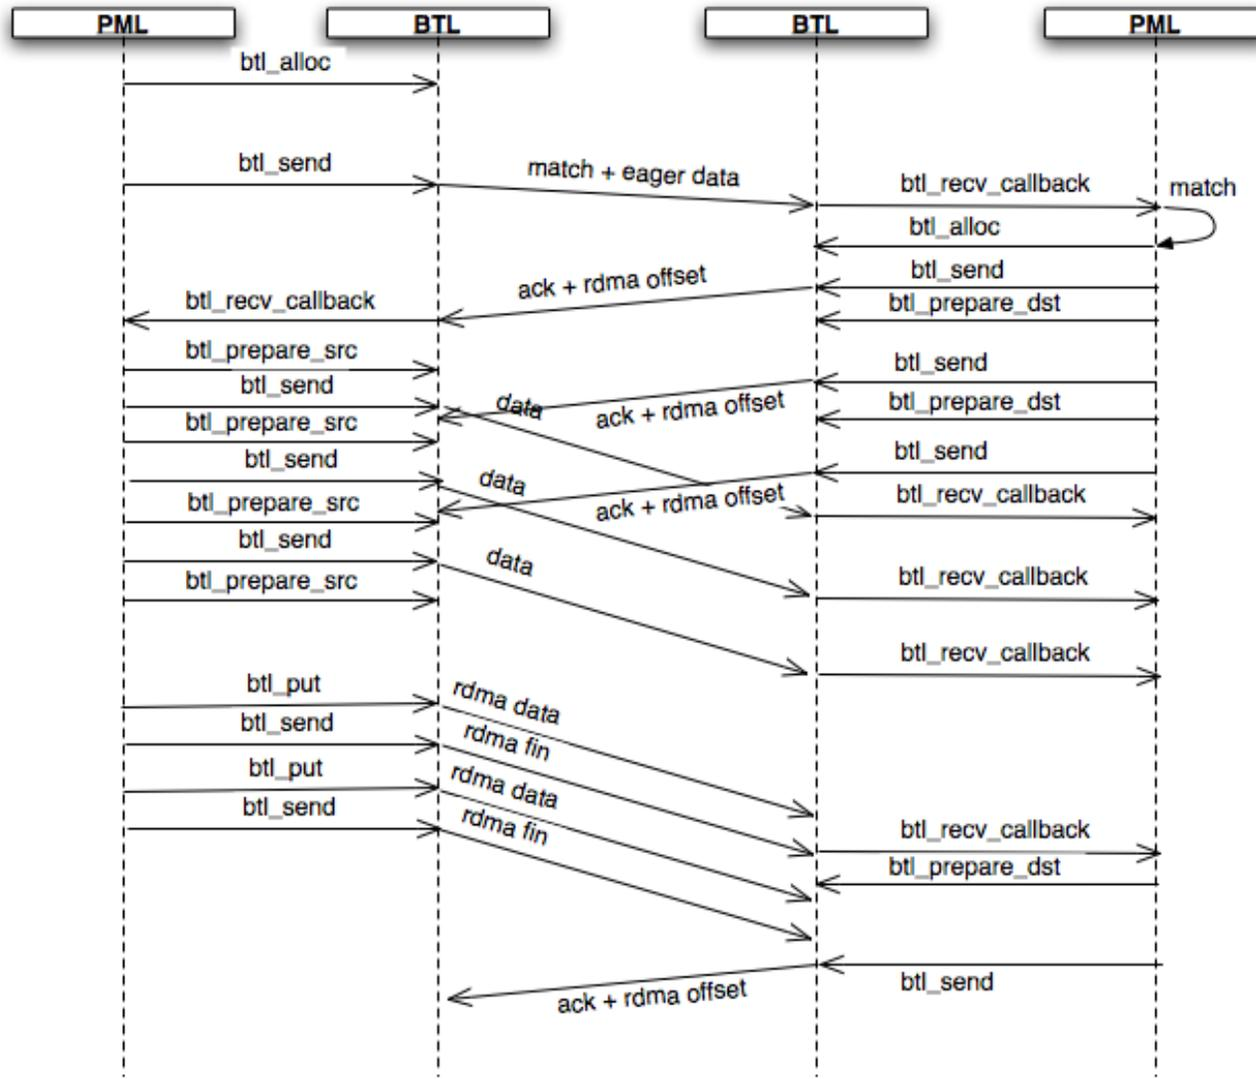 PML
BTL
BTL
PML
btl_alloc
btl_send
match + eager data
btl_recv_callback
match
btl_alloc
btl_send
ack + rdma offset
btl_recv_callback
btl_prepare_dst
btl_prepare_src
btl_send
btl_send
data
ack + rdma offset
btl_prepare_dst
btl_prepare_src
btl_send
btl_send
data
btl_prepare_src
ack + rdma offset
btl_recv_callback
btl_send
data
btl_prepare_src
btl_recv_callback
btl_recv_callback
btl_put
rdma data
btl_send
rdma fin
btl_put
rdma data
btl_send
rdma fin
btl_recv_callback
btl_prepare_dst
btl_send
ack + rdma offset